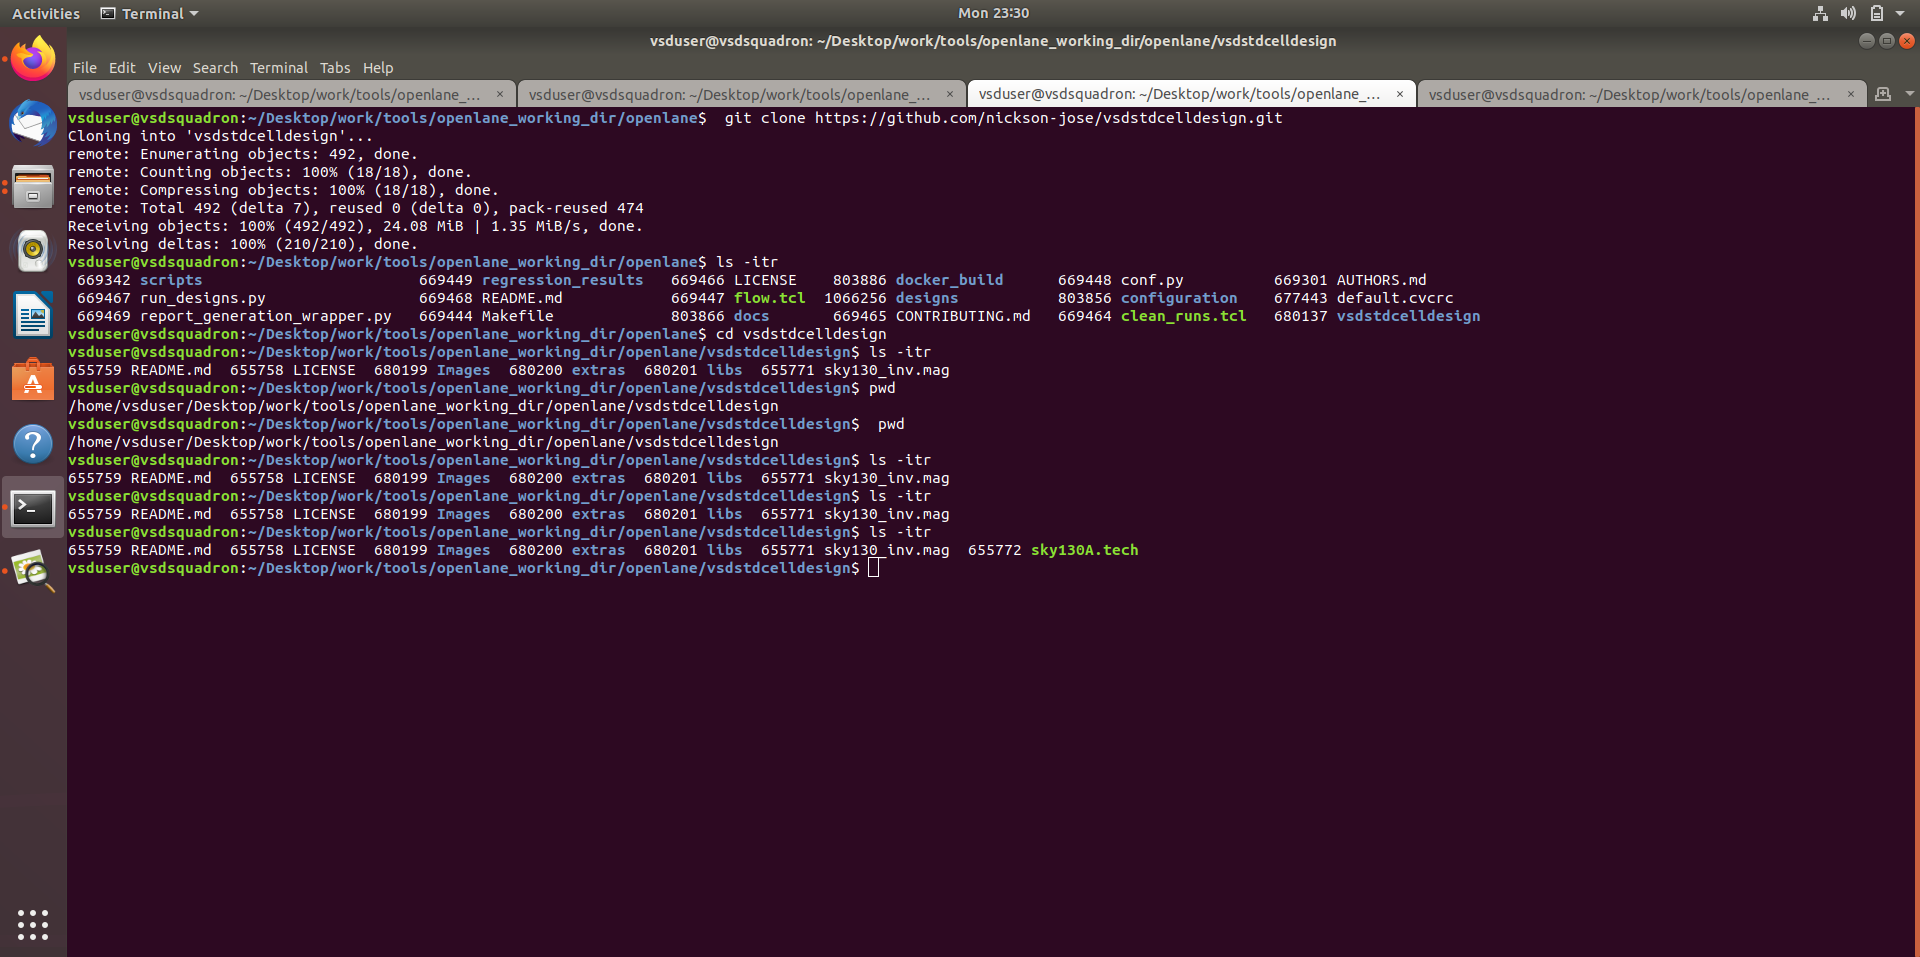 Activities Terminal Mon 23:30
vsduser@vsdsquadron: ~/Desktop/work/tools/openlane_working_dir/openlane/vsdstdcelldesign
File Edit View Search Terminal Tabs Help
vsduser@vsdsquadron: ~/Desktop/work/tools/openlane_... × vsduser@vsdsquadron: ~/Desktop/work/tools/openlane_... × vsduser@vsdsquadron: ~/Desktop/work/tools/openlane_... × vsduser@vsdsquadron: ~/Desktop/work/tools/openlane_... ×
vsduser@vsdsquadron:~/Desktop/work/tools/openlane_working_dir/openlane$  git clone https://github.com/nickson-jose/vsdstdcelldesign.git
Cloning into 'vsdstdcelldesign'...
remote: Enumerating objects: 492, done.
remote: Counting objects: 100% (18/18), done.
remote: Compressing objects: 100% (18/18), done.
remote: Total 492 (delta 7), reused 0 (delta 0), pack-reused 474
Receiving objects: 100% (492/492), 24.08 MiB | 1.35 MiB/s, done.
Resolving deltas: 100% (210/210), done.
vsduser@vsdsquadron:~/Desktop/work/tools/openlane_working_dir/openlane$ ls -itr
 669342 scripts                        669449 regression_results   669466 LICENSE    803886 docker_build      669448 conf.py          669301 AUTHORS.md
 669467 run_designs.py                 669468 README.md            669447 flow.tcl  1066256 designs           803856 configuration    677443 default.cvcrc
 669469 report_generation_wrapper.py   669444 Makefile             803866 docs       669465 CONTRIBUTING.md   669464 clean_runs.tcl   680137 vsdstdcelldesign
vsduser@vsdsquadron:~/Desktop/work/tools/openlane_working_dir/openlane$ cd vsdstdcelldesign
vsduser@vsdsquadron:~/Desktop/work/tools/openlane_working_dir/openlane/vsdstdcelldesign$ ls -itr
655759 README.md  655758 LICENSE  680199 Images  680200 extras  680201 libs  655771 sky130_inv.mag
vsduser@vsdsquadron:~/Desktop/work/tools/openlane_working_dir/openlane/vsdstdcelldesign$ pwd
/home/vsduser/Desktop/work/tools/openlane_working_dir/openlane/vsdstdcelldesign
vsduser@vsdsquadron:~/Desktop/work/tools/openlane_working_dir/openlane/vsdstdcelldesign$  pwd
/home/vsduser/Desktop/work/tools/openlane_working_dir/openlane/vsdstdcelldesign
vsduser@vsdsquadron:~/Desktop/work/tools/openlane_working_dir/openlane/vsdstdcelldesign$ ls -itr
655759 README.md  655758 LICENSE  680199 Images  680200 extras  680201 libs  655771 sky130_inv.mag
vsduser@vsdsquadron:~/Desktop/work/tools/openlane_working_dir/openlane/vsdstdcelldesign$ ls -itr
655759 README.md  655758 LICENSE  680199 Images  680200 extras  680201 libs  655771 sky130_inv.mag
vsduser@vsdsquadron:~/Desktop/work/tools/openlane_working_dir/openlane/vsdstdcelldesign$ ls -itr
655759 README.md  655758 LICENSE  680199 Images  680200 extras  680201 libs  655771 sky130_inv.mag  655772 sky130A.tech
vsduser@vsdsquadron:~/Desktop/work/tools/openlane_working_dir/openlane/vsdstdcelldesign$